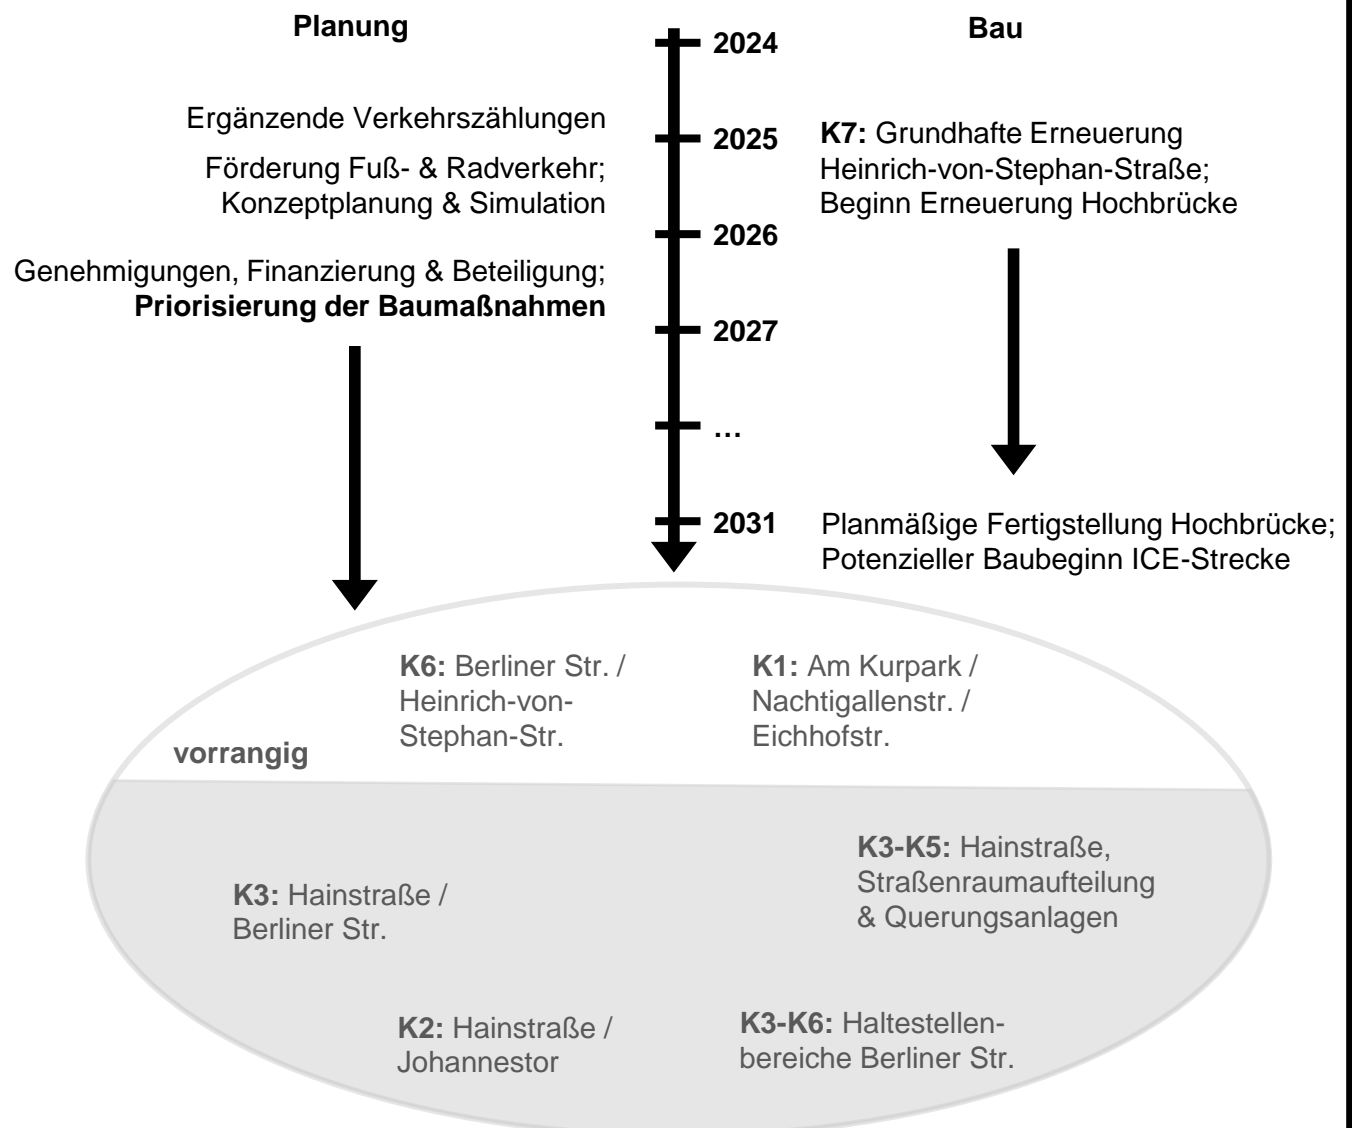 Planung
Ergänzende Verkehrszählungen
Förderung Fuß- & Radverkehr;
Konzeptplanung & Simulation
Genehmigungen, Finanzierung & Beteiligung;
Priorisierung der Baumaßnahmen
2024
2025
2026
2027
...
2031
Bau
K7: Grundhafte Erneuerung
Heinrich-von-Stephan-Straße;
Beginn Erneuerung Hochbrücke
Planmäßige Fertigstellung Hochbrücke;
Potenzieller Baubeginn ICE-Strecke
K6: Berliner Str. /
Heinrich-von-
Stephan-Str.
K1: Am Kurpark /
Nachtigallenstr. /
Eichhofstr.
vorrangig
K3-K5: Hainstraße,
Straßenraumaufteilung
& Querungsanlagen
K3: Hainstraße /
Berliner Str.
K2: Hainstraße /
Johannestor
K3-K6: Haltestellen-
bereiche Berliner Str.